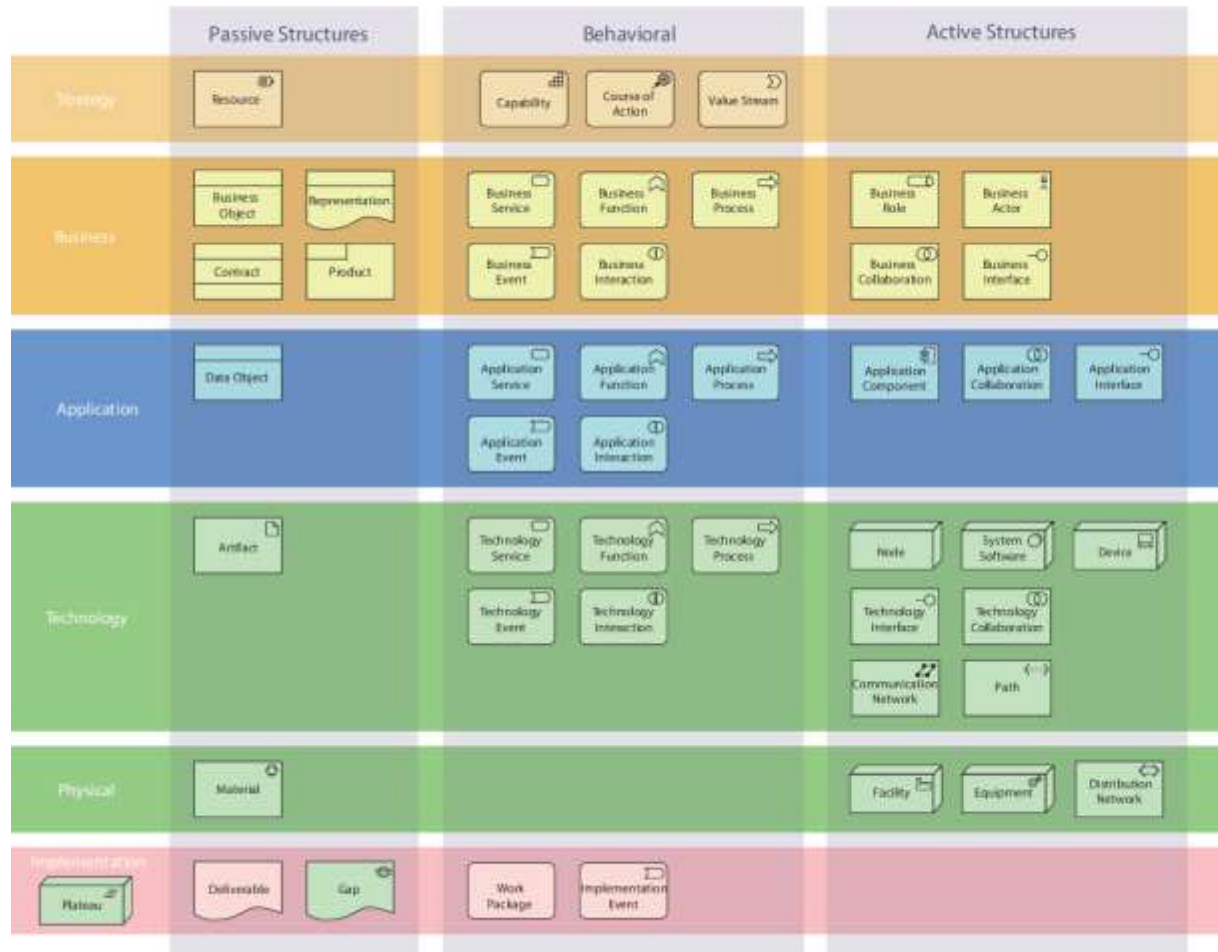 Passive Structures
Behavioral
Active Structures
Strategy
Resource
Capability
Course of
Action
Value Stream
Business
Business
Object
Representation
Business
Service
Business
Function
Business
Process
Business
Role
Business
Actor
Contract
Product
Business
Event
Business
Interaction
Business
Collaboration
Business
Interface
Application
Data Object
Application
Service
Application
Function
Application
Process
Application
Component
Application
Collaboration
Application
Interface
Application
Event
Application
Interaction
Technology
Artifact
Technology
Service
Technology
Function
Technology
Process
Node
System
Software
Device
Technology
Event
Technology
Interaction
Technology
Interface
Technology
Collaboration
Communication
Network
Path
Physical
Material
Facility
Equipment
Distribution
Network
Implementation
Plateau
Deliverable
Gap
Work
Package
Implementation
Event